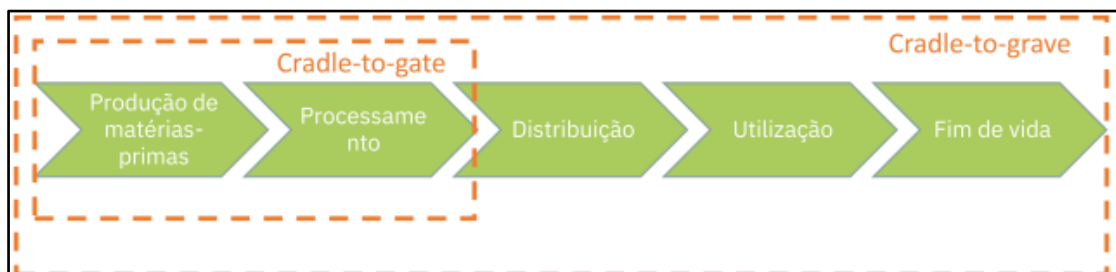 Cradle-to-grave
Cradle-to-gate
Produção de
matérias-
primas
Processame
nto
Distribuição
Utilização
Fim de vida